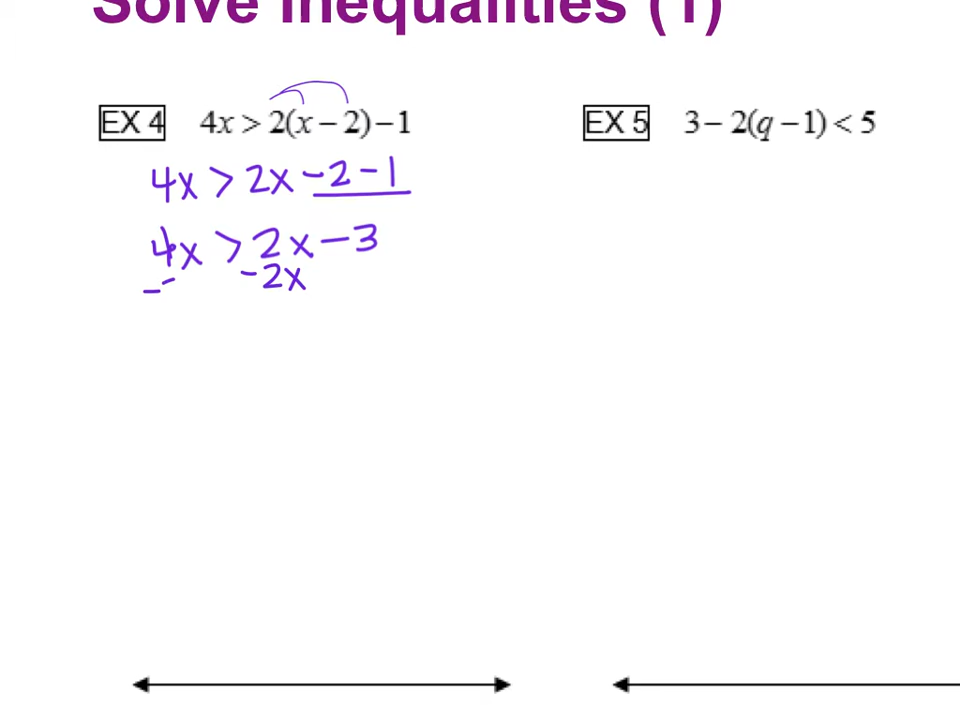 Solve Inequalities (1)
EX 4 4x > 2(x – 2) – 1
4x > 2x – 2 – 1
4x > 2x – 3
– – – 2x
EX 5 3 – 2(q – 1) < 5